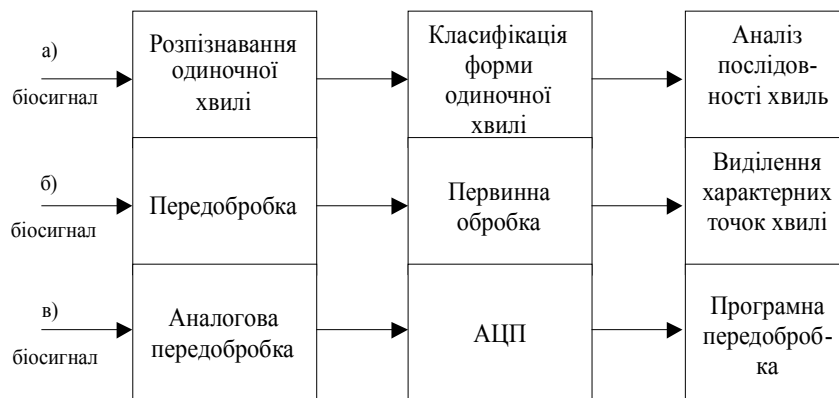 а)
біосигнал
Розпізнавання
одиночної
хвилі
Класифікація
форми
одиночної
хвилі
Аналіз
послідов-
ності хвиль
б)
біосигнал
Передобробка
Первинна
обробка
Виділення
характерних
точок хвилі
в)
біосигнал
Аналогова
передобробка
АЦП
Програмна
передоброб-
ка